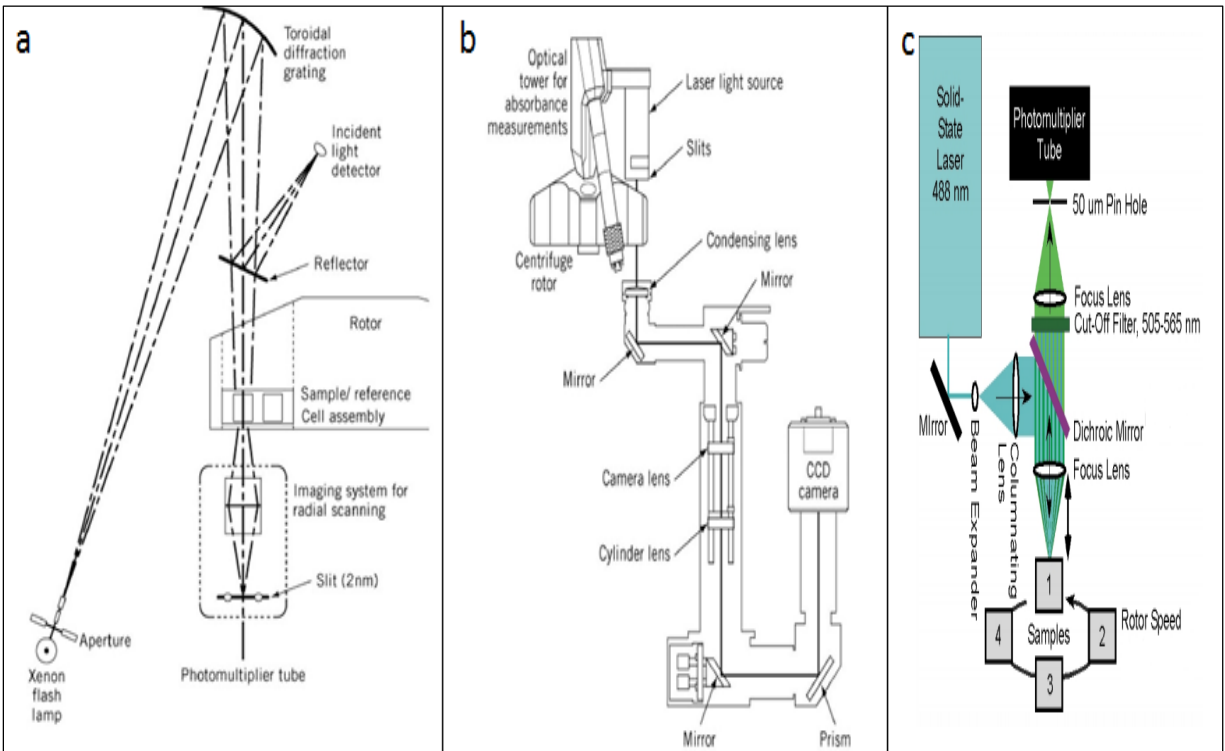 a
Toroidal
diffraction
grating
Incident
light
detector
Reflector
Rotor
Sample/ reference
Cell assembly
Imaging system for
radial scanning
Slit (2nm)
Aperture
Xenon
flash
lamp
Photomultiplier tube
b
Optical
tower for
absorbance
measurements
Laser light source
Slits
Centrifuge
rotor
Condensing lens
Mirror
Mirror
Camera lens
CCD
camera
Cylinder lens
Mirror
Prism
c
Solid-
State
Laser
488 nm
Photomultiplier
Tube
50 um Pin Hole
Focus Lens
Cut-Off Filter, 505-565 nm
MIrror
Beam Expander
Columnating
Lens
Dichroic Mirror
Focus Lens
1
4
Samples
2
Rotor Speed
3